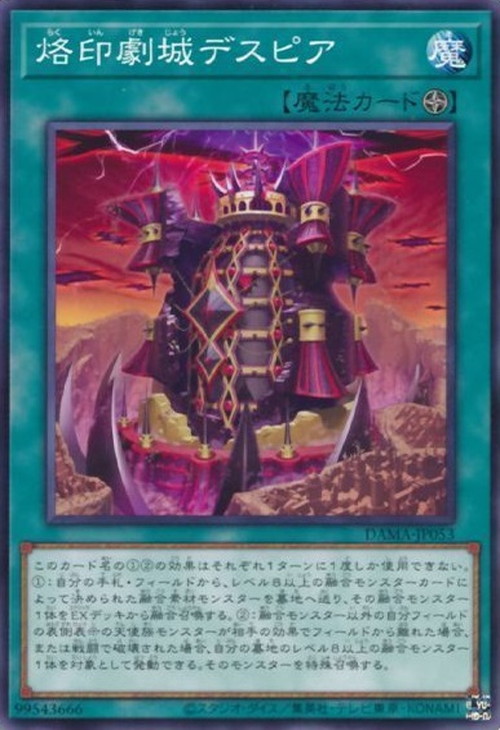 烙印劇城デスピア
【魔法カード】
魔
DAMA-JP053
このカード名の①②の効果はそれぞれ1ターンに1度しか使用できない。
①：自分の手札・フィールドから、レベル8以上の融合モンスターカードに
よって決められた融合素材モンスターを墓地へ送り、その融合モンスター
1体をEXデッキから融合召喚する。②：融合モンスター以外の自分フィールド
の表側表示の天使族モンスターが相手の効果でフィールドから離れた場合、
または戦闘で破壊された場合、自分の墓地のレベル8以上の融合モンスター
1体を対象として発動できる。そのモンスターを特殊召喚する。
99543666
©スタジオ・ダイス／集英社・テレビ東京・KONAMI